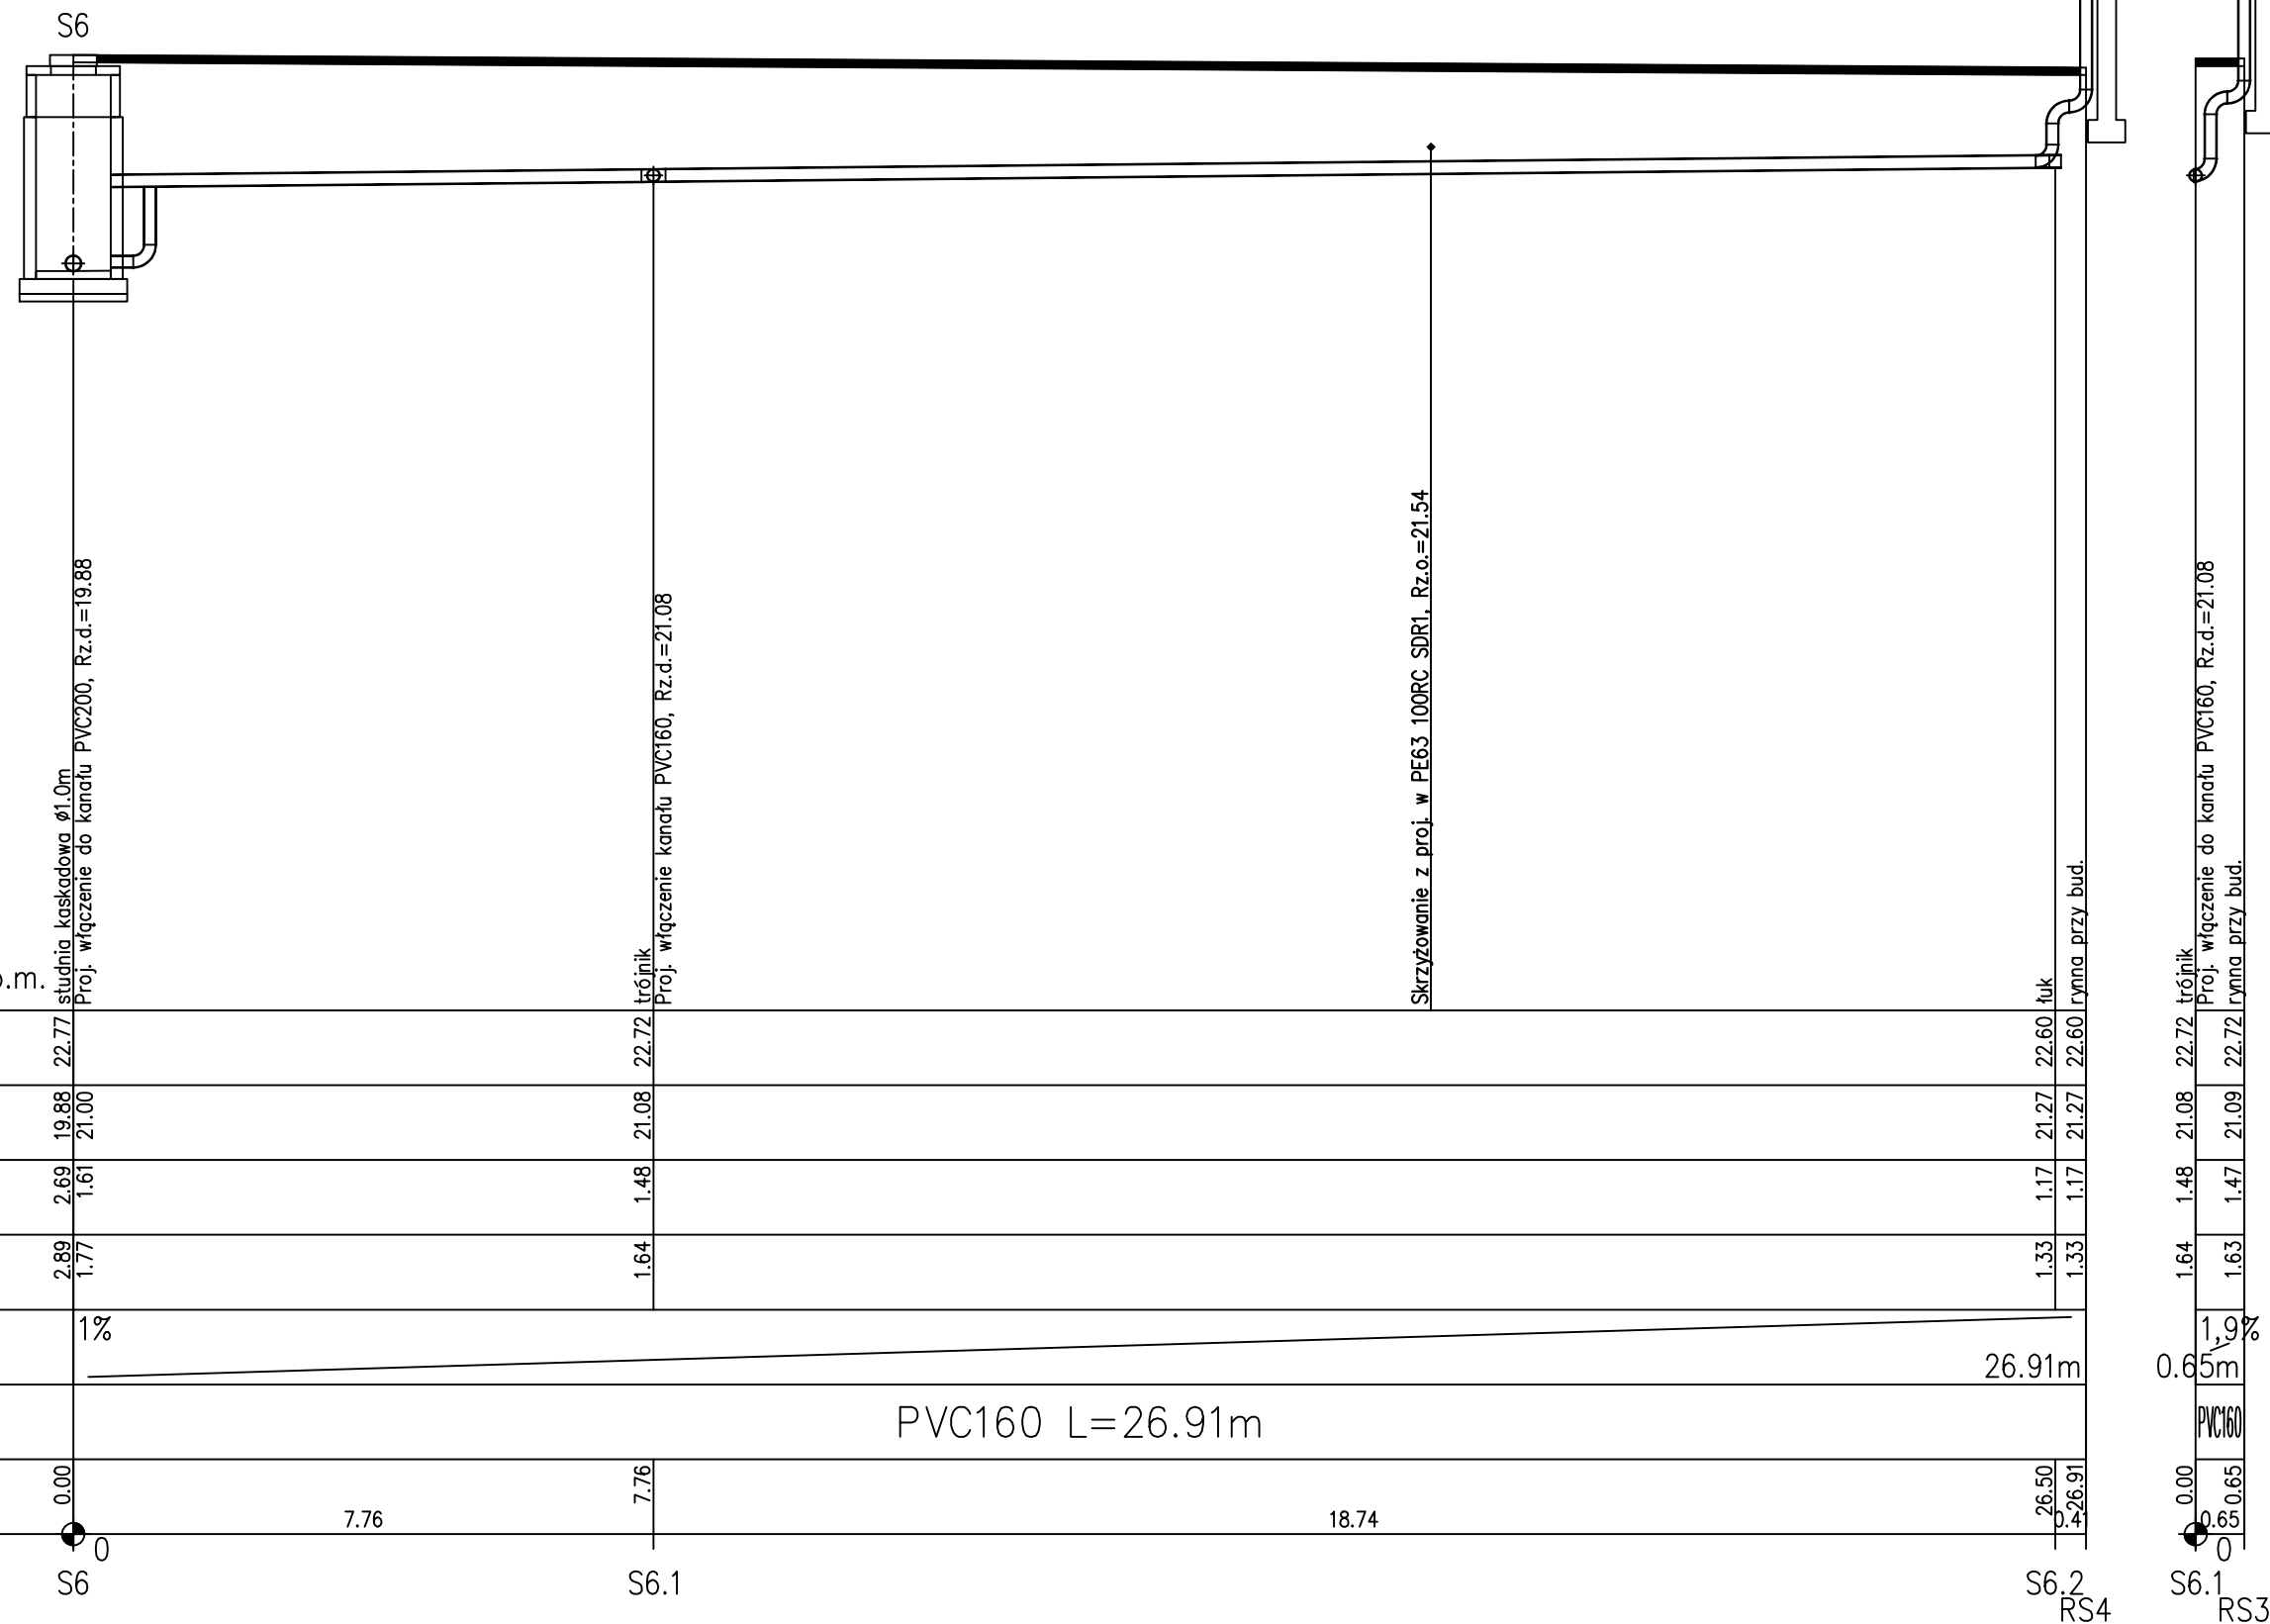 S6
studnia kaskadowa ø1.0m
Proj. włączenie do kanału PVC200, Rz.d.=19.88
trójnik
Proj. włączenie kanału PVC160, Rz.d.=21.08
Skrzyżowanie z proj. w PE63 100RC SDR1, Rz.o.=21.54
łuk
rynna przy bud.
trójnik
Proj. włączenie do kanału PVC160, Rz.d.=21.08
rynna przy bud.
.m.
22.77 22.72 22.60 22.60 22.72 22.72
19.88 21.00 21.08 21.27 21.27 21.08 21.09
2.69 1.61 1.48 1.17 1.17 1.48 1.47
2.89 1.77 1.64 1.33 1.33 1.64 1.63
1% 1,9%
26.91m 0.65m
PVC160 L=26.91m PVC160
0.00 7.76 26.50 26.91 0.00 0.65
7.76 18.74 0.41 0.65
0 0
S6 S6.1 S6.2 S6.1
RS4 RS3